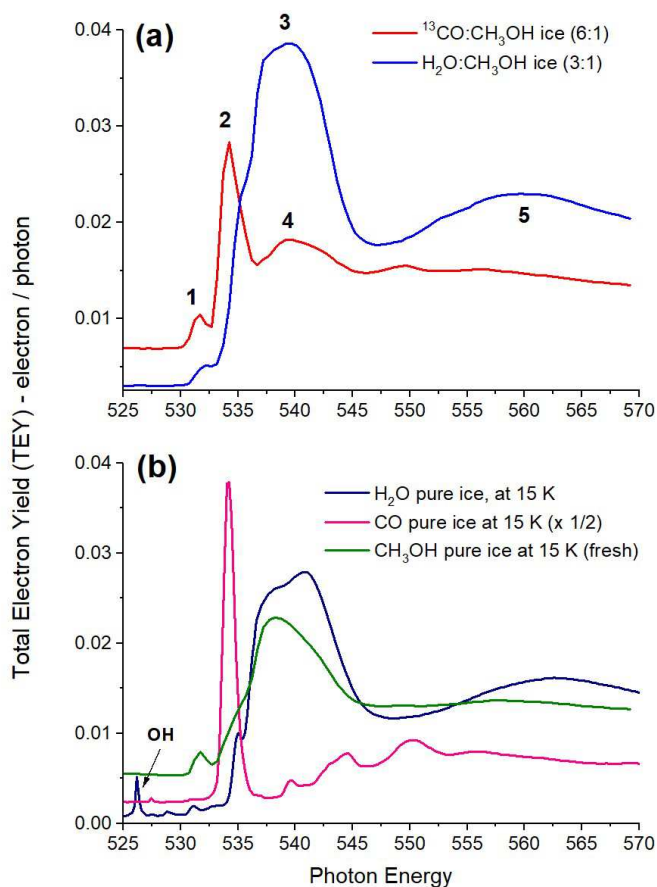 (a)
¹³CO:CH₃OH ice (6:1)
H₂O:CH₃OH ice (3:1)
3
2
4
5
1
0.04
0.03
0.02
0.01
525 530 535 540 545 550 555 560 565 570
Total Electron Yield (TEY) - electron / photon
(b)
H₂O pure ice, at 15 K
CO pure ice at 15 K (x 1/2)
CH₃OH pure ice at 15 K (fresh)
OH
0.04
0.03
0.02
0.01
0.00
525 530 535 540 545 550 555 560 565 570
Photon Energy